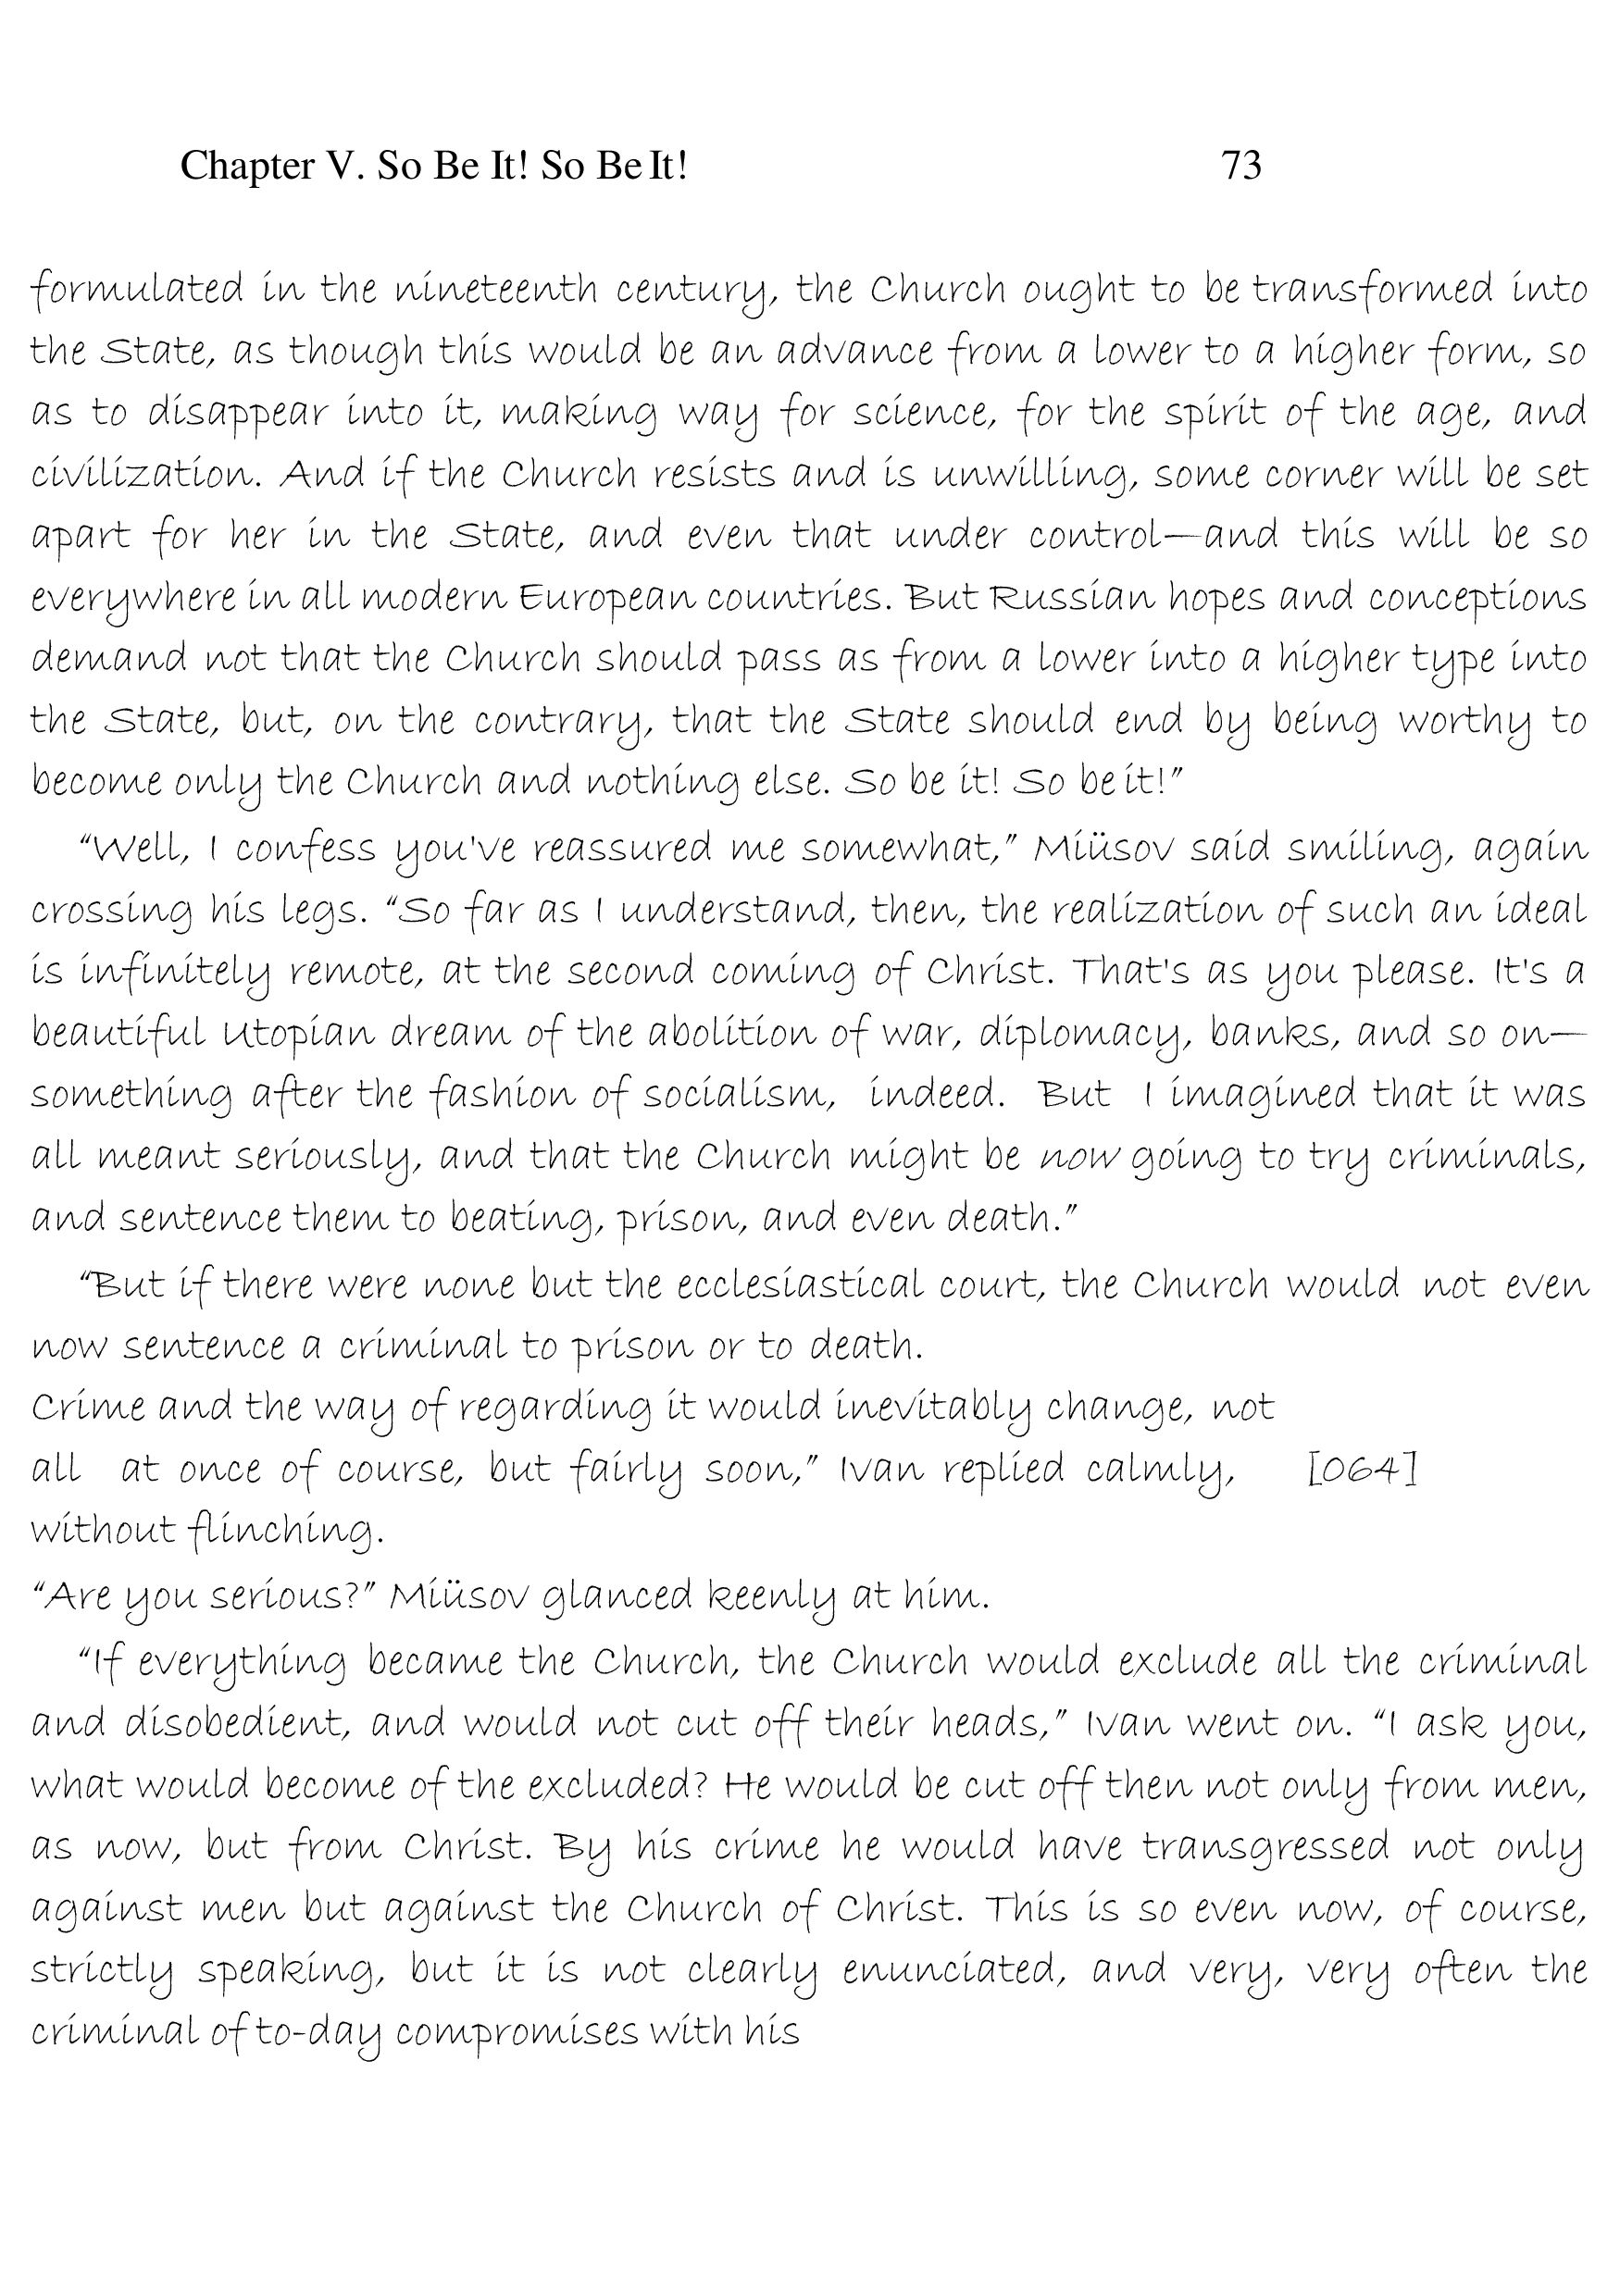 Chapter V. So Be It! So Be It! 73
formulated in the nineteenth century, the Church ought to be transformed into
the State, as though this would be an advance from a lower to a higher form, so
as to disappear into it, making way for science, for the spirit of the age, and
civilization. And if the Church resists and is unwilling, some corner will be set
apart for her in the State, and even that under control—and this will be so
everywhere in all modern European countries. But Russian hopes and conceptions
demand not that the Church should pass as from a lower into a higher type into
the State, but, on the contrary, that the State should end by being worthy to
become only the Church and nothing else. So be it! So be it!”
“Well, I confess you've reassured me somewhat,” Miüsov said smiling, again
crossing his legs. “So far as I understand, then, the realization of such an ideal
is infinitely remote, at the second coming of Christ. That's as you please. It's a
beautiful Utopian dream of the abolition of war, diplomacy, banks, and so on—
something after the fashion of socialism, indeed. But I imagined that it was
all meant seriously, and that the Church might be now going to try criminals,
and sentence them to beating, prison, and even death.”
“But if there were none but the ecclesiastical court, the Church would not even
now sentence a criminal to prison or to death.
Crime and the way of regarding it would inevitably change, not
all at once of course, but fairly soon,” Ivan replied calmly, [064]
without flinching.
“Are you serious?” Miüsov glanced keenly at him.
“If everything became the Church, the Church would exclude all the criminal
and disobedient, and would not cut off their heads,” Ivan went on. “I ask you,
what would become of the excluded? He would be cut off then not only from men,
as now, but from Christ. By his crime he would have transgressed not only
against men but against the Church of Christ. This is so even now, of course,
strictly speaking, but it is not clearly enunciated, and very, very often the
criminal of to-day compromises with his